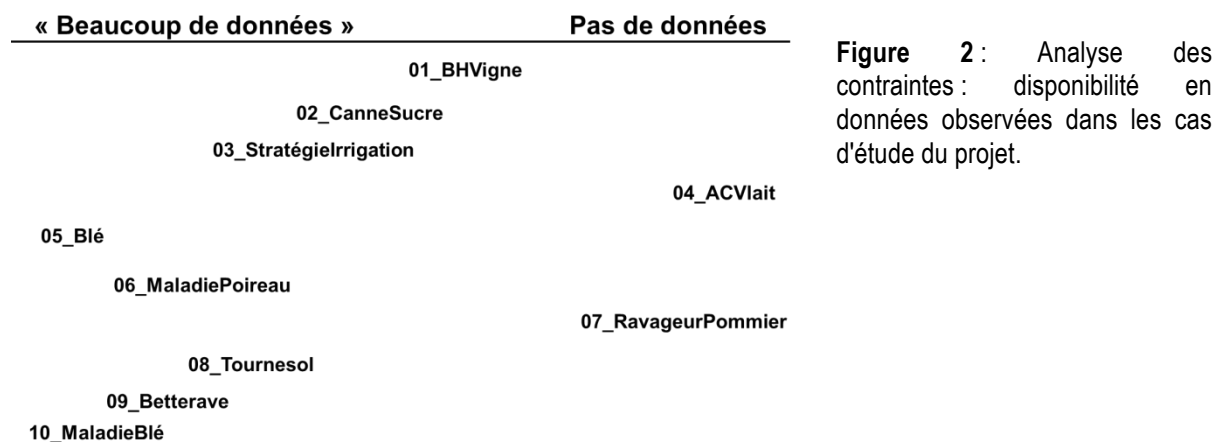 « Beaucoup de données » Pas de données
01_BHVigne
02_CanneSucre
03_StratégieIrrigation
04_ACVlait
05_Blé
06_MaladiePoireau
07_RavageurPommier
08_Tournesol
09_Betterave
10_MaladieBlé
Figure 2 : Analyse des
contraintes : disponibilité en
données observées dans les cas
d'étude du projet.